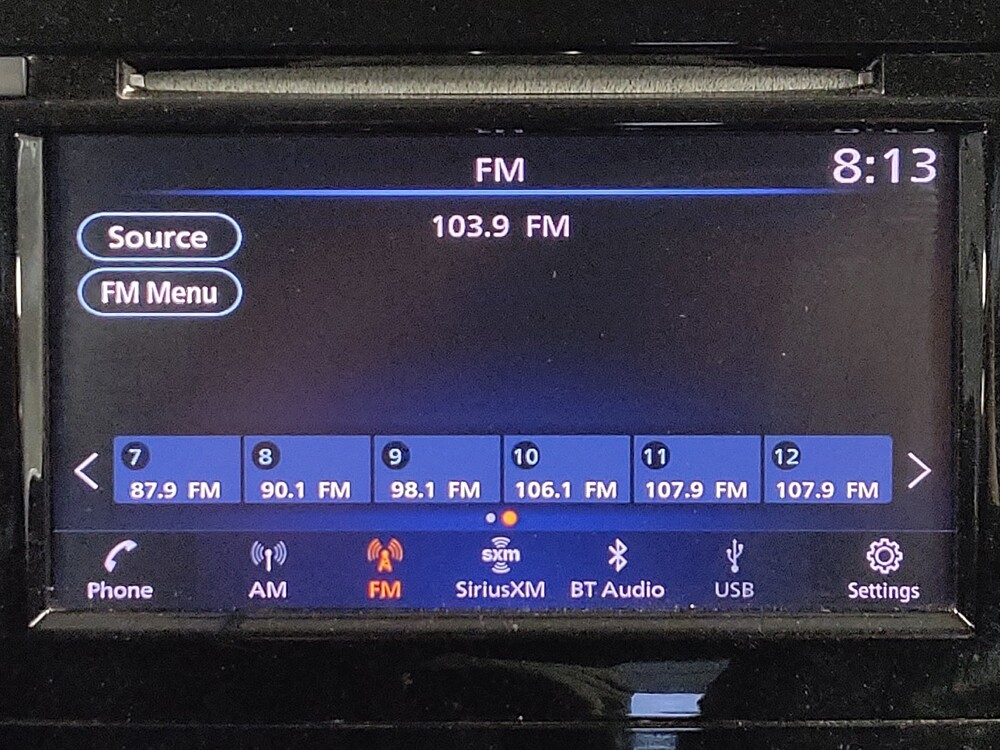 FM
8:13
Source
103.9 FM
FM Menu
7 8 9 10 11 12
87.9 FM 90.1 FM 98.1 FM 106.1 FM 107.9 FM 107.9 FM
sxm
Phone AM FM SiriusXM BT Audio USB Settings